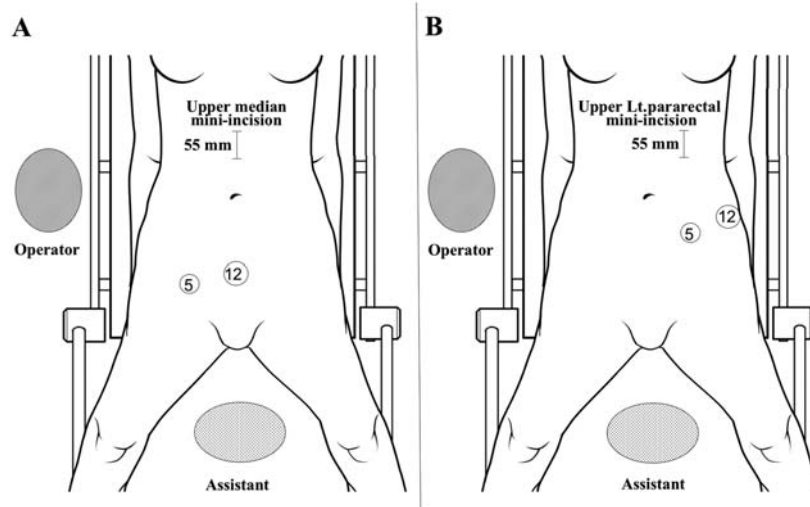 A
Upper median
mini-incision
55 mm
Operator
5
12
Assistant
B
Upper Lt.pararectal
mini-incision
55 mm
12
5
Operator
Assistant